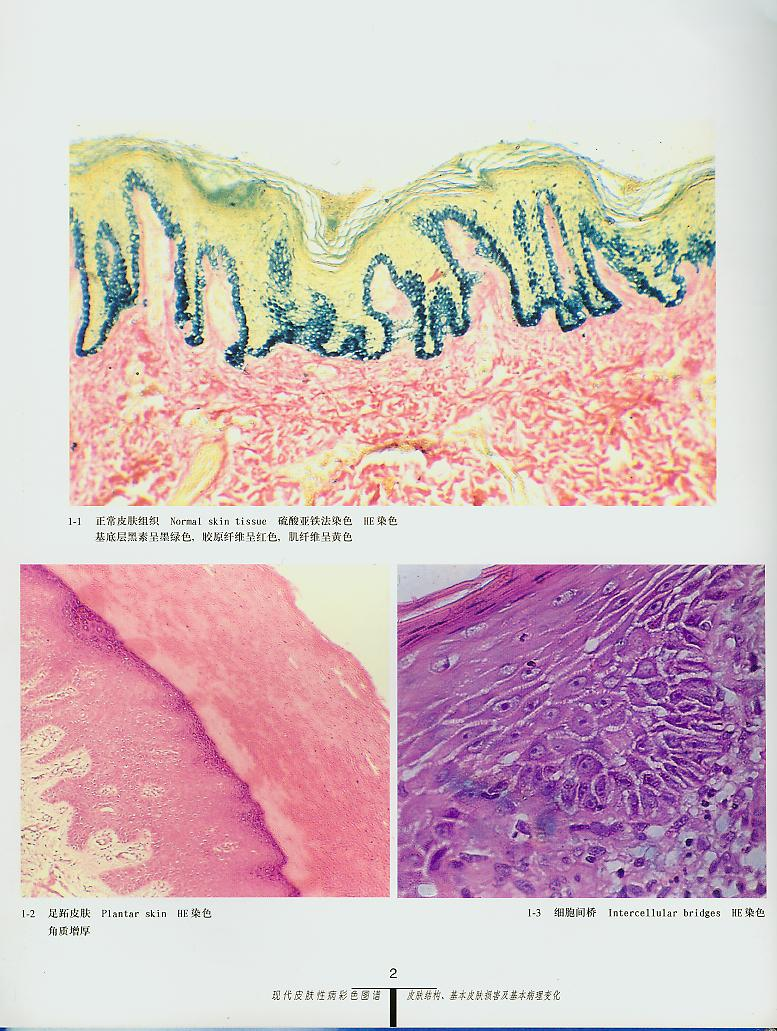 1-1 正常皮肤组织 Normal skin tissue 硫酸亚铁法染色 HE染色
基底层黑素呈墨绿色，胶原纤维呈红色，肌纤维呈黄色
1-2 足跖皮肤 Plantar skin HE染色
角质增厚
1-3 细胞间桥 Intercellular bridges HE染色
2
现代皮肤性病彩色图谱 皮肤结构、基本皮肤损害及基本病理变化